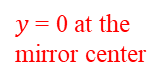 y = 0 at the
mirror center